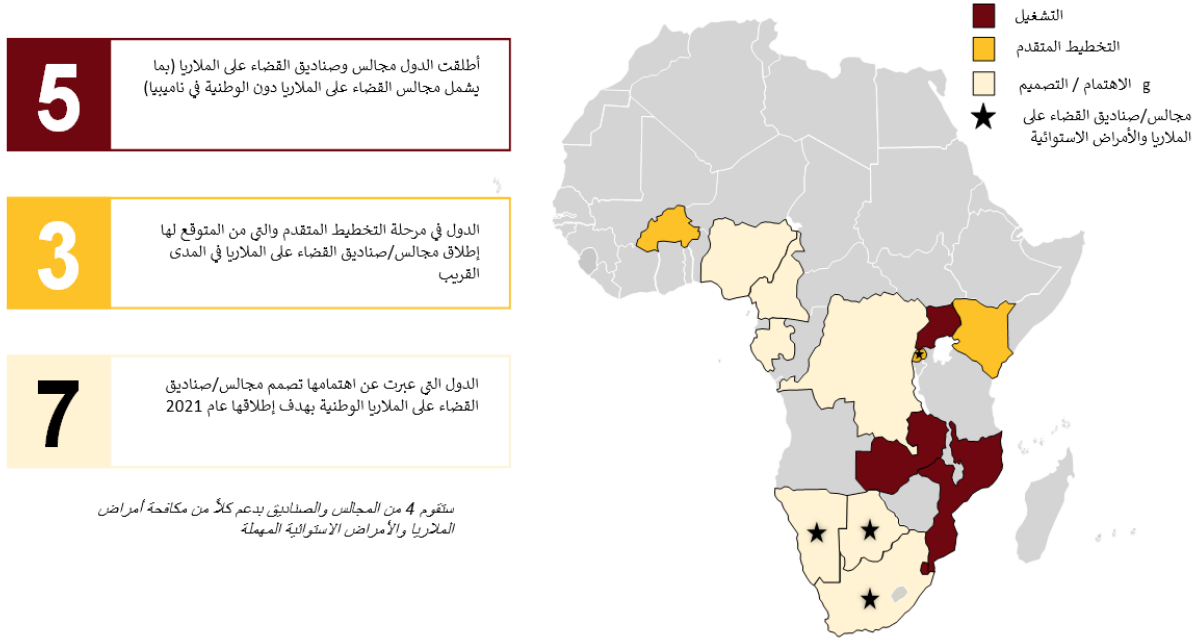 5
أطلقت الدول مجالس وصناديق القضاء على الملاريا (بما
يشمل مجالس القضاء على الملاريا دون الوطنية في ناميبيا)
3
الدول في مرحلة التخطيط المتقدم والتي من المتوقع لها
إطلاق مجالس/صناديق القضاء على الملاريا في المدى
القريب
7
الدول التي عبرت عن اهتمامها تصمم مجالس/صناديق
القضاء على الملاريا الوطنية بهدف إطلاقها عام 2021
ستقوم 4 من المجالس والصناديق بدعم كلاً من مكافحة أمراض
الملاريا والأمراض الاستوائية المهملة
التشغيل
التخطيط المتقدم
g الاهتمام / التصميم
مجالس/صناديق القضاء على
الملاريا والأمراض الاستوائية